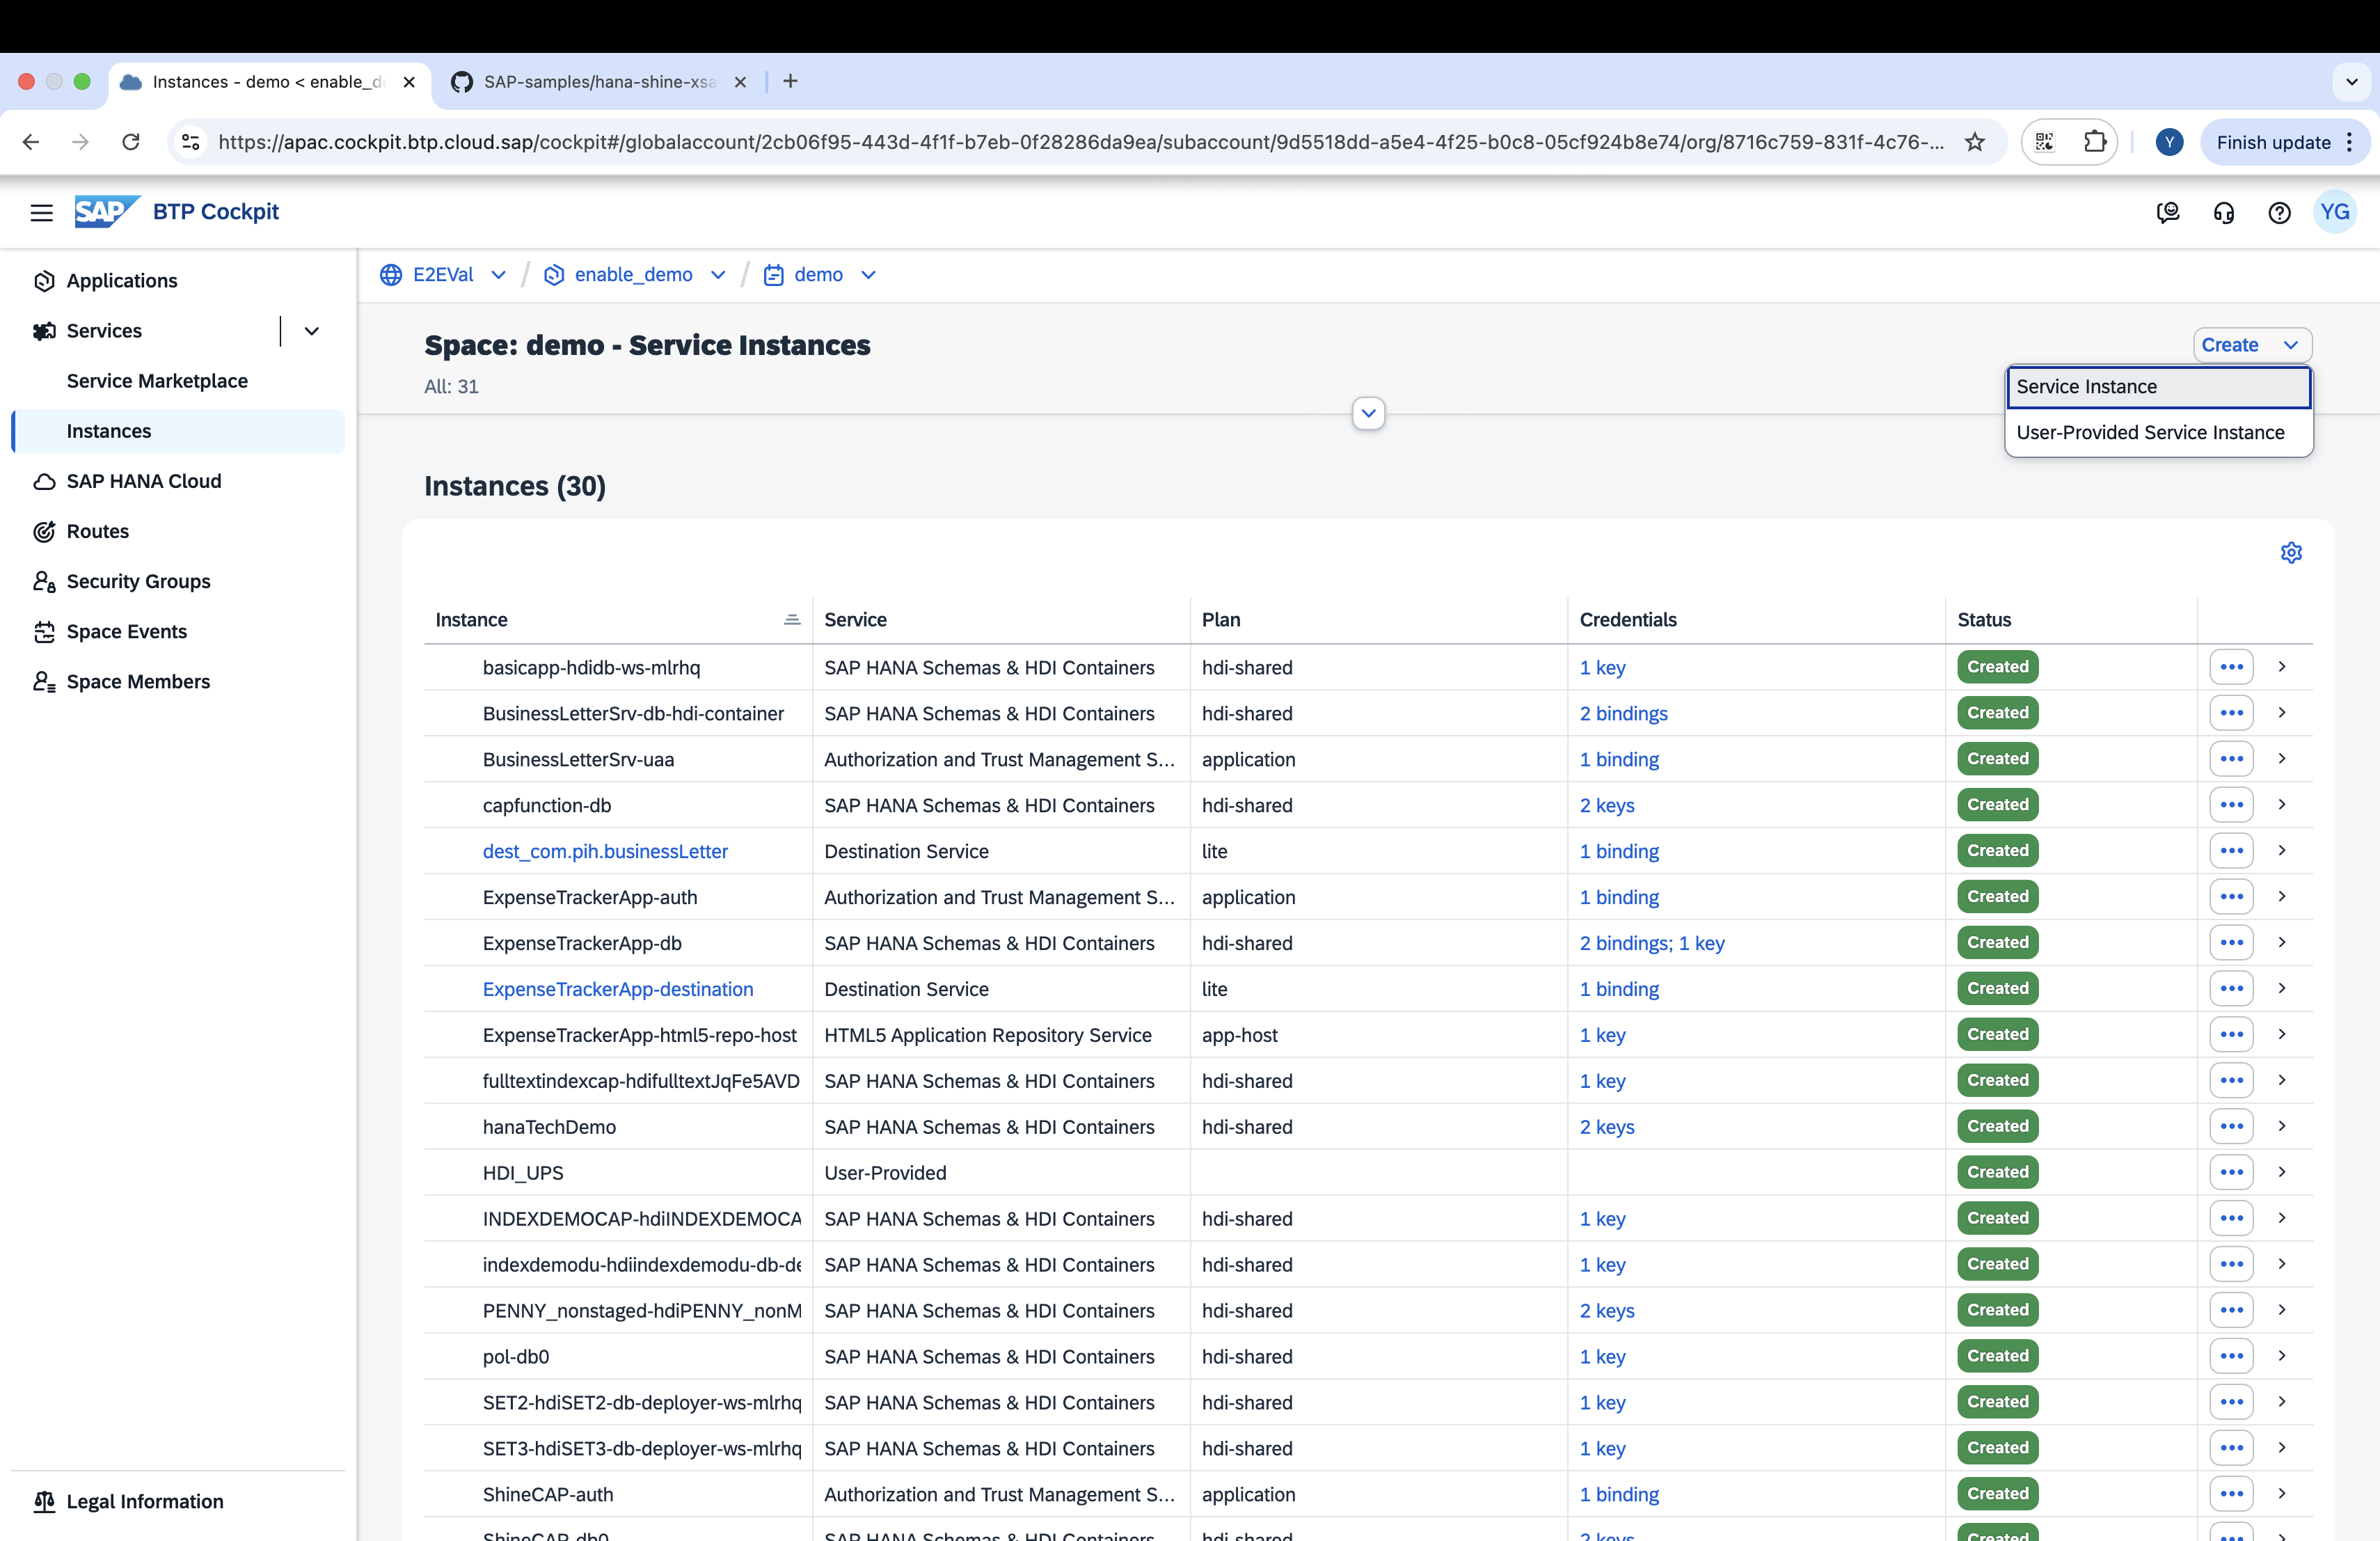 Instances - demo < enable_d
SAP-samples/hana-shine-xsa
https://apac.cockpit.btp.cloud.sap/cockpit#/globalaccount/2cb06f95-443d-4f1f-b7eb-0f28286da9ea/subaccount/9d5518dd-a5e4-4f25-b0c8-05cf924b8e74/org/8716c759-831f-4c76-...
Y
Finish update
SAP BTP Cockpit
YG
Applications
Services
Service Marketplace
Instances
SAP HANA Cloud
Routes
Security Groups
Space Events
Space Members
Legal Information
E2EVal / enable_demo / demo
Space: demo - Service Instances
All: 31
Create
Service Instance
User-Provided Service Instance
Instances (30)
Instance Service Plan Credentials Status
basicapp-hdidb-ws-mlrhq SAP HANA Schemas & HDI Containers hdi-shared 1 key Created
BusinessLetterSrv-db-hdi-container SAP HANA Schemas & HDI Containers hdi-shared 2 bindings Created
BusinessLetterSrv-uaa Authorization and Trust Management S... application 1 binding Created
capfunction-db SAP HANA Schemas & HDI Containers hdi-shared 2 keys Created
dest_com.pih.businessLetter Destination Service lite 1 binding Created
ExpenseTrackerApp-auth Authorization and Trust Management S... application 1 binding Created
ExpenseTrackerApp-db SAP HANA Schemas & HDI Containers hdi-shared 2 bindings; 1 key Created
ExpenseTrackerApp-destination Destination Service lite 1 binding Created
ExpenseTrackerApp-html5-repo-host HTML5 Application Repository Service app-host 1 key Created
fulltextindexcap-hdifulltextJqFe5AVD SAP HANA Schemas & HDI Containers hdi-shared 1 key Created
hanaTechDemo SAP HANA Schemas & HDI Containers hdi-shared 2 keys Created
HDI_UPS User-Provided Created
INDEXDEMOCAP-hdiINDEXDEMOCA SAP HANA Schemas & HDI Containers hdi-shared 1 key Created
indexdemodu-hdiindexdemodu-db-de SAP HANA Schemas & HDI Containers hdi-shared 1 key Created
PENNY_nonstaged-hdiPENNY_nonM SAP HANA Schemas & HDI Containers hdi-shared 2 keys Created
pol-db0 SAP HANA Schemas & HDI Containers hdi-shared 1 key Created
SET2-hdiSET2-db-deployer-ws-mlrhq SAP HANA Schemas & HDI Containers hdi-shared 1 key Created
SET3-hdiSET3-db-deployer-ws-mlrhq SAP HANA Schemas & HDI Containers hdi-shared 1 key Created
ShineCAP-auth Authorization and Trust Management S... application 1 binding Created
ShineCAP-db0 SAP HANA Schemas & HDI Containers hdi-shared 2 keys Created